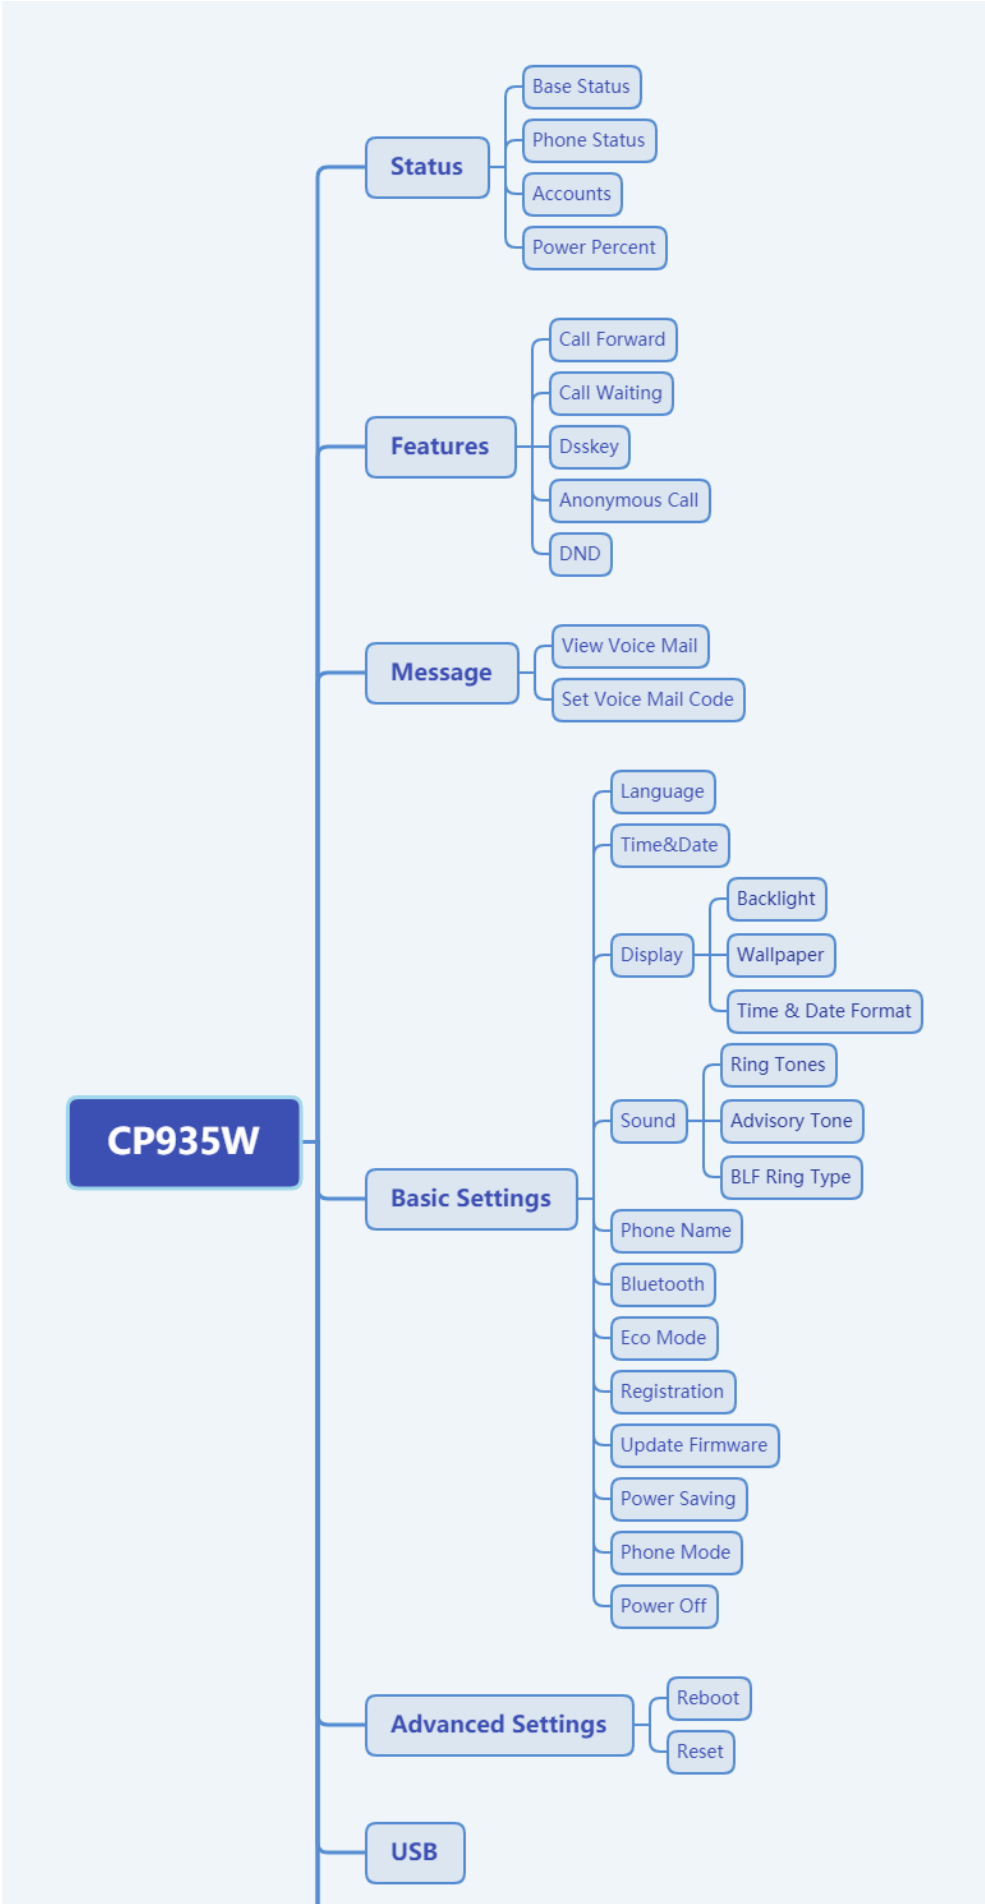 CP935W
Status
Base Status
Phone Status
Accounts
Power Percent
Features
Call Forward
Call Waiting
Dsskey
Anonymous Call
DND
Message
View Voice Mail
Set Voice Mail Code
Basic Settings
Language
Time&Date
Display
Backlight
Wallpaper
Time & Date Format
Sound
Ring Tones
Advisory Tone
BLF Ring Type
Phone Name
Bluetooth
Eco Mode
Registration
Update Firmware
Power Saving
Phone Mode
Power Off
Advanced Settings
Reboot
Reset
USB